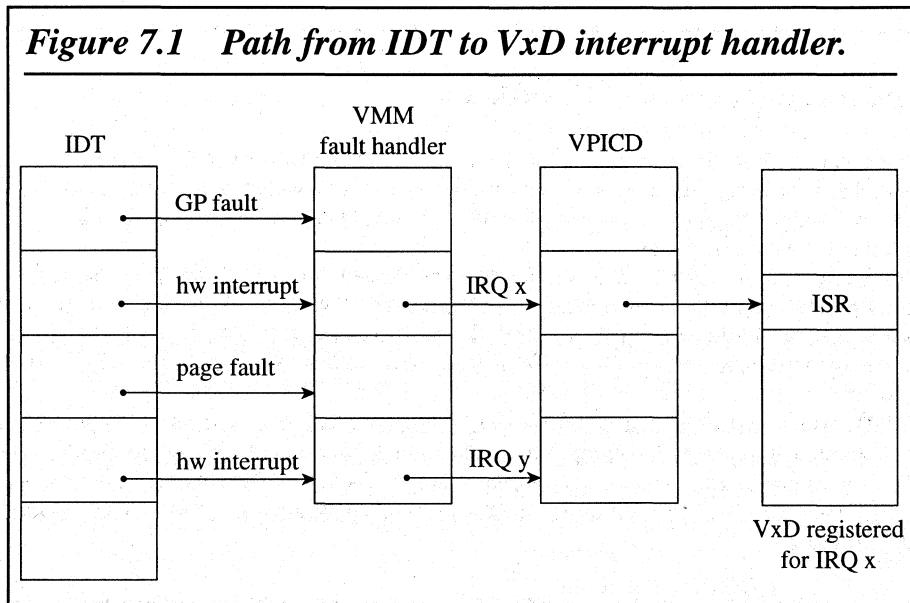 Figure 7.1 Path from IDT to VxD interrupt handler.
IDT
VMM
fault handler
VPICD
GP fault
hw interrupt
IRQ x
ISR
page fault
hw interrupt
IRQ y
VxD registered
for IRQ x